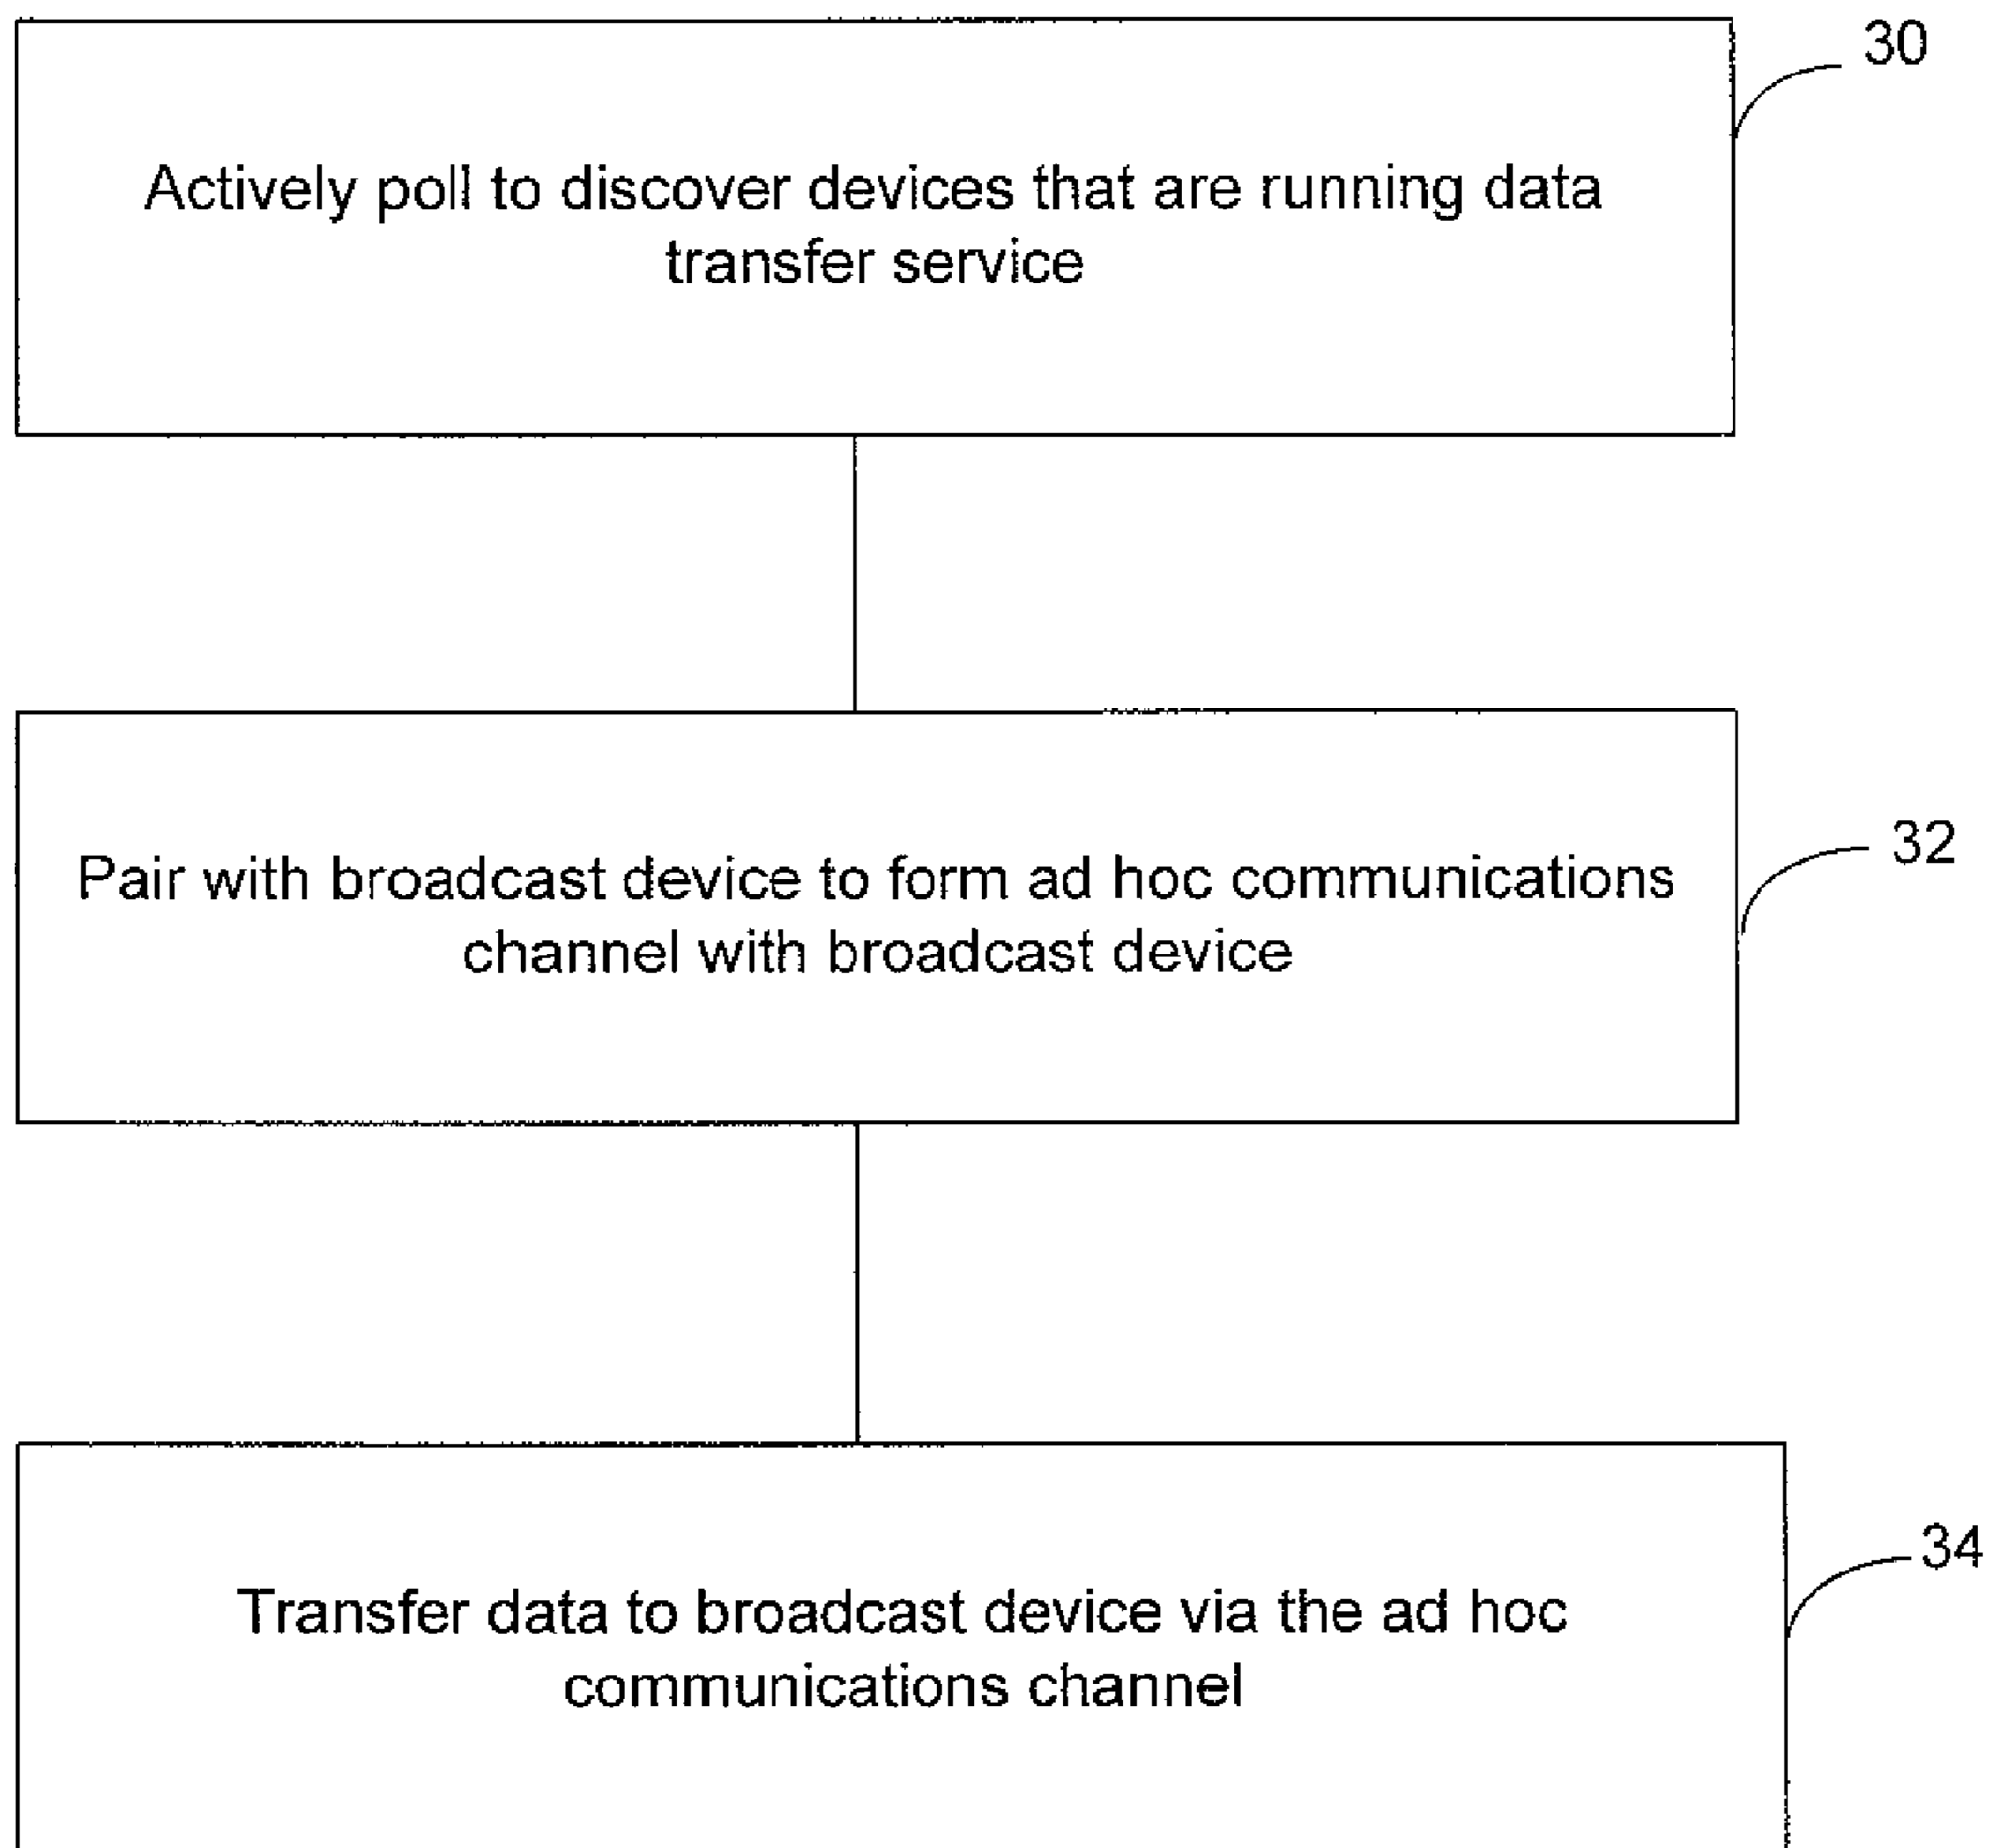 30
Actively poll to discover devices that are running data
transfer service
32
Pair with broadcast device to form ad hoc communications
channel with broadcast device
34
Transfer data to broadcast device via the ad hoc
communications channel